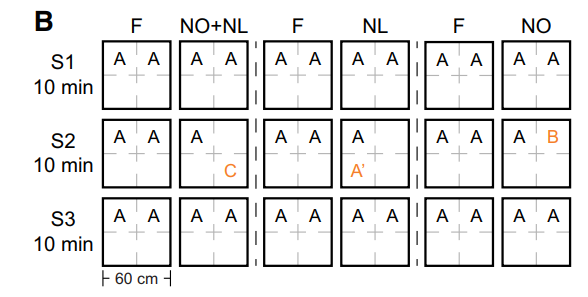 B
F NO+NL F NL F NO
S1 A A A A A A A A A A A A
10 min
S2 A A A A A A A A A B
10 min C A'
S3 A A A A A A A A A A A A
10 min
60 cm